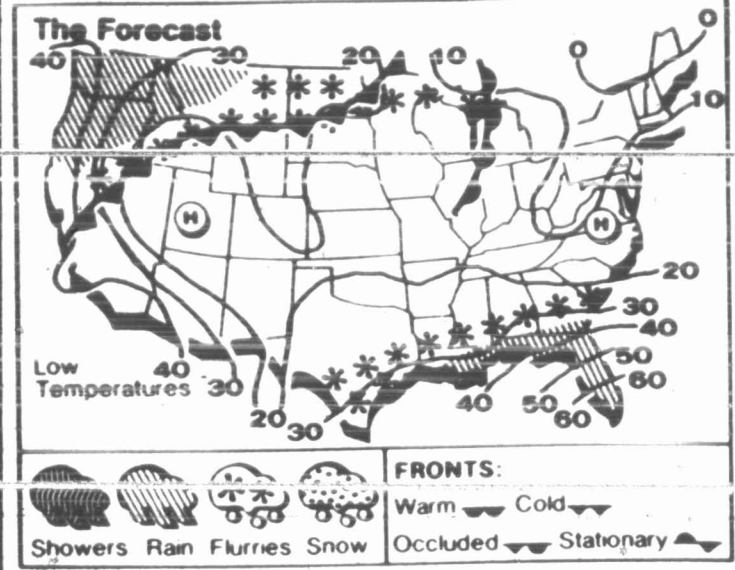 The Forecast
40 30 20 10 0 0
10
H H
20
30
40
50
60
Low
Temperatures
40 30 20 30 40 50 60
Showers Rain Flurries Snow
FRONTS:
Warm Cold
Occluded Stationary